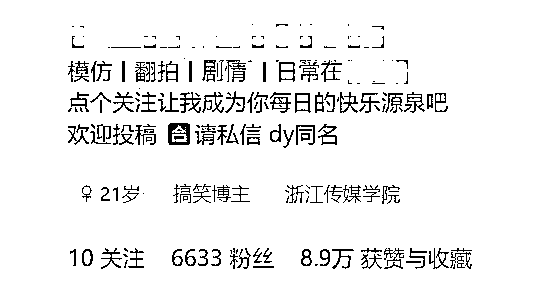 模仿丨翻拍丨剧情丨日常在
点个关注让我成为你每日的快乐源泉吧
欢迎投稿 合请私信 dy同名
♀ 21岁 搞笑博主 浙江传媒学院
10 关注 6633 粉丝 8.9万 获赞与收藏